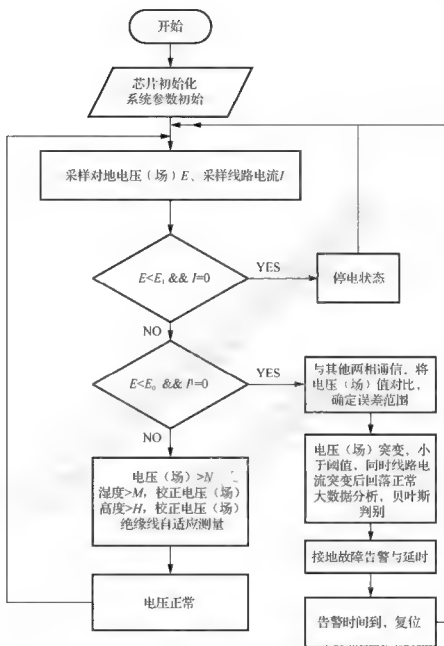 开始
芯片初始化
系统参数初始
采样对地电压（场）E、采样线路电流I
E<E₁ && I=0
YES
停电状态
NO
E<E₀ && I!=0
YES
与其他两相通信，将
电压（场）值对比，
确定误差范围
NO
电压（场）>N
湿度>M，校正电压（场）
高度>H，校正电压（场）
绝缘线自适应测量
电压（场）突变，小
于阈值，同时线路电
流突变后回落正常
大数据分析，贝叶斯
判别
接地故障告警与延时
电压正常
告警时间到，复位